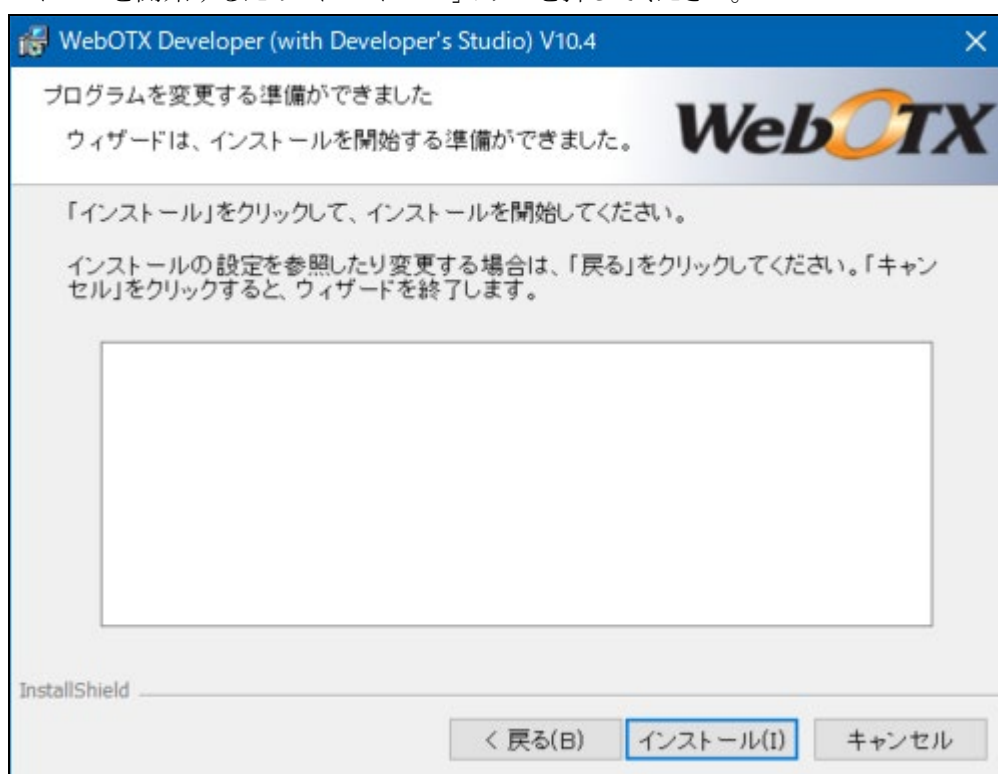 WebOTX Developer (with Developer's Studio) V10.4
プログラムを変更する準備ができました
ウィザードは、インストールを開始する準備ができました。
WebOTX
「インストール」をクリックして、インストールを開始してください。
インストールの設定を参照したり変更する場合は、「戻る」をクリックしてください。「キャン
セル」をクリックすると、ウィザードを終了します。
InstallShield
< 戻る(B)
インストール(I)
キャンセル